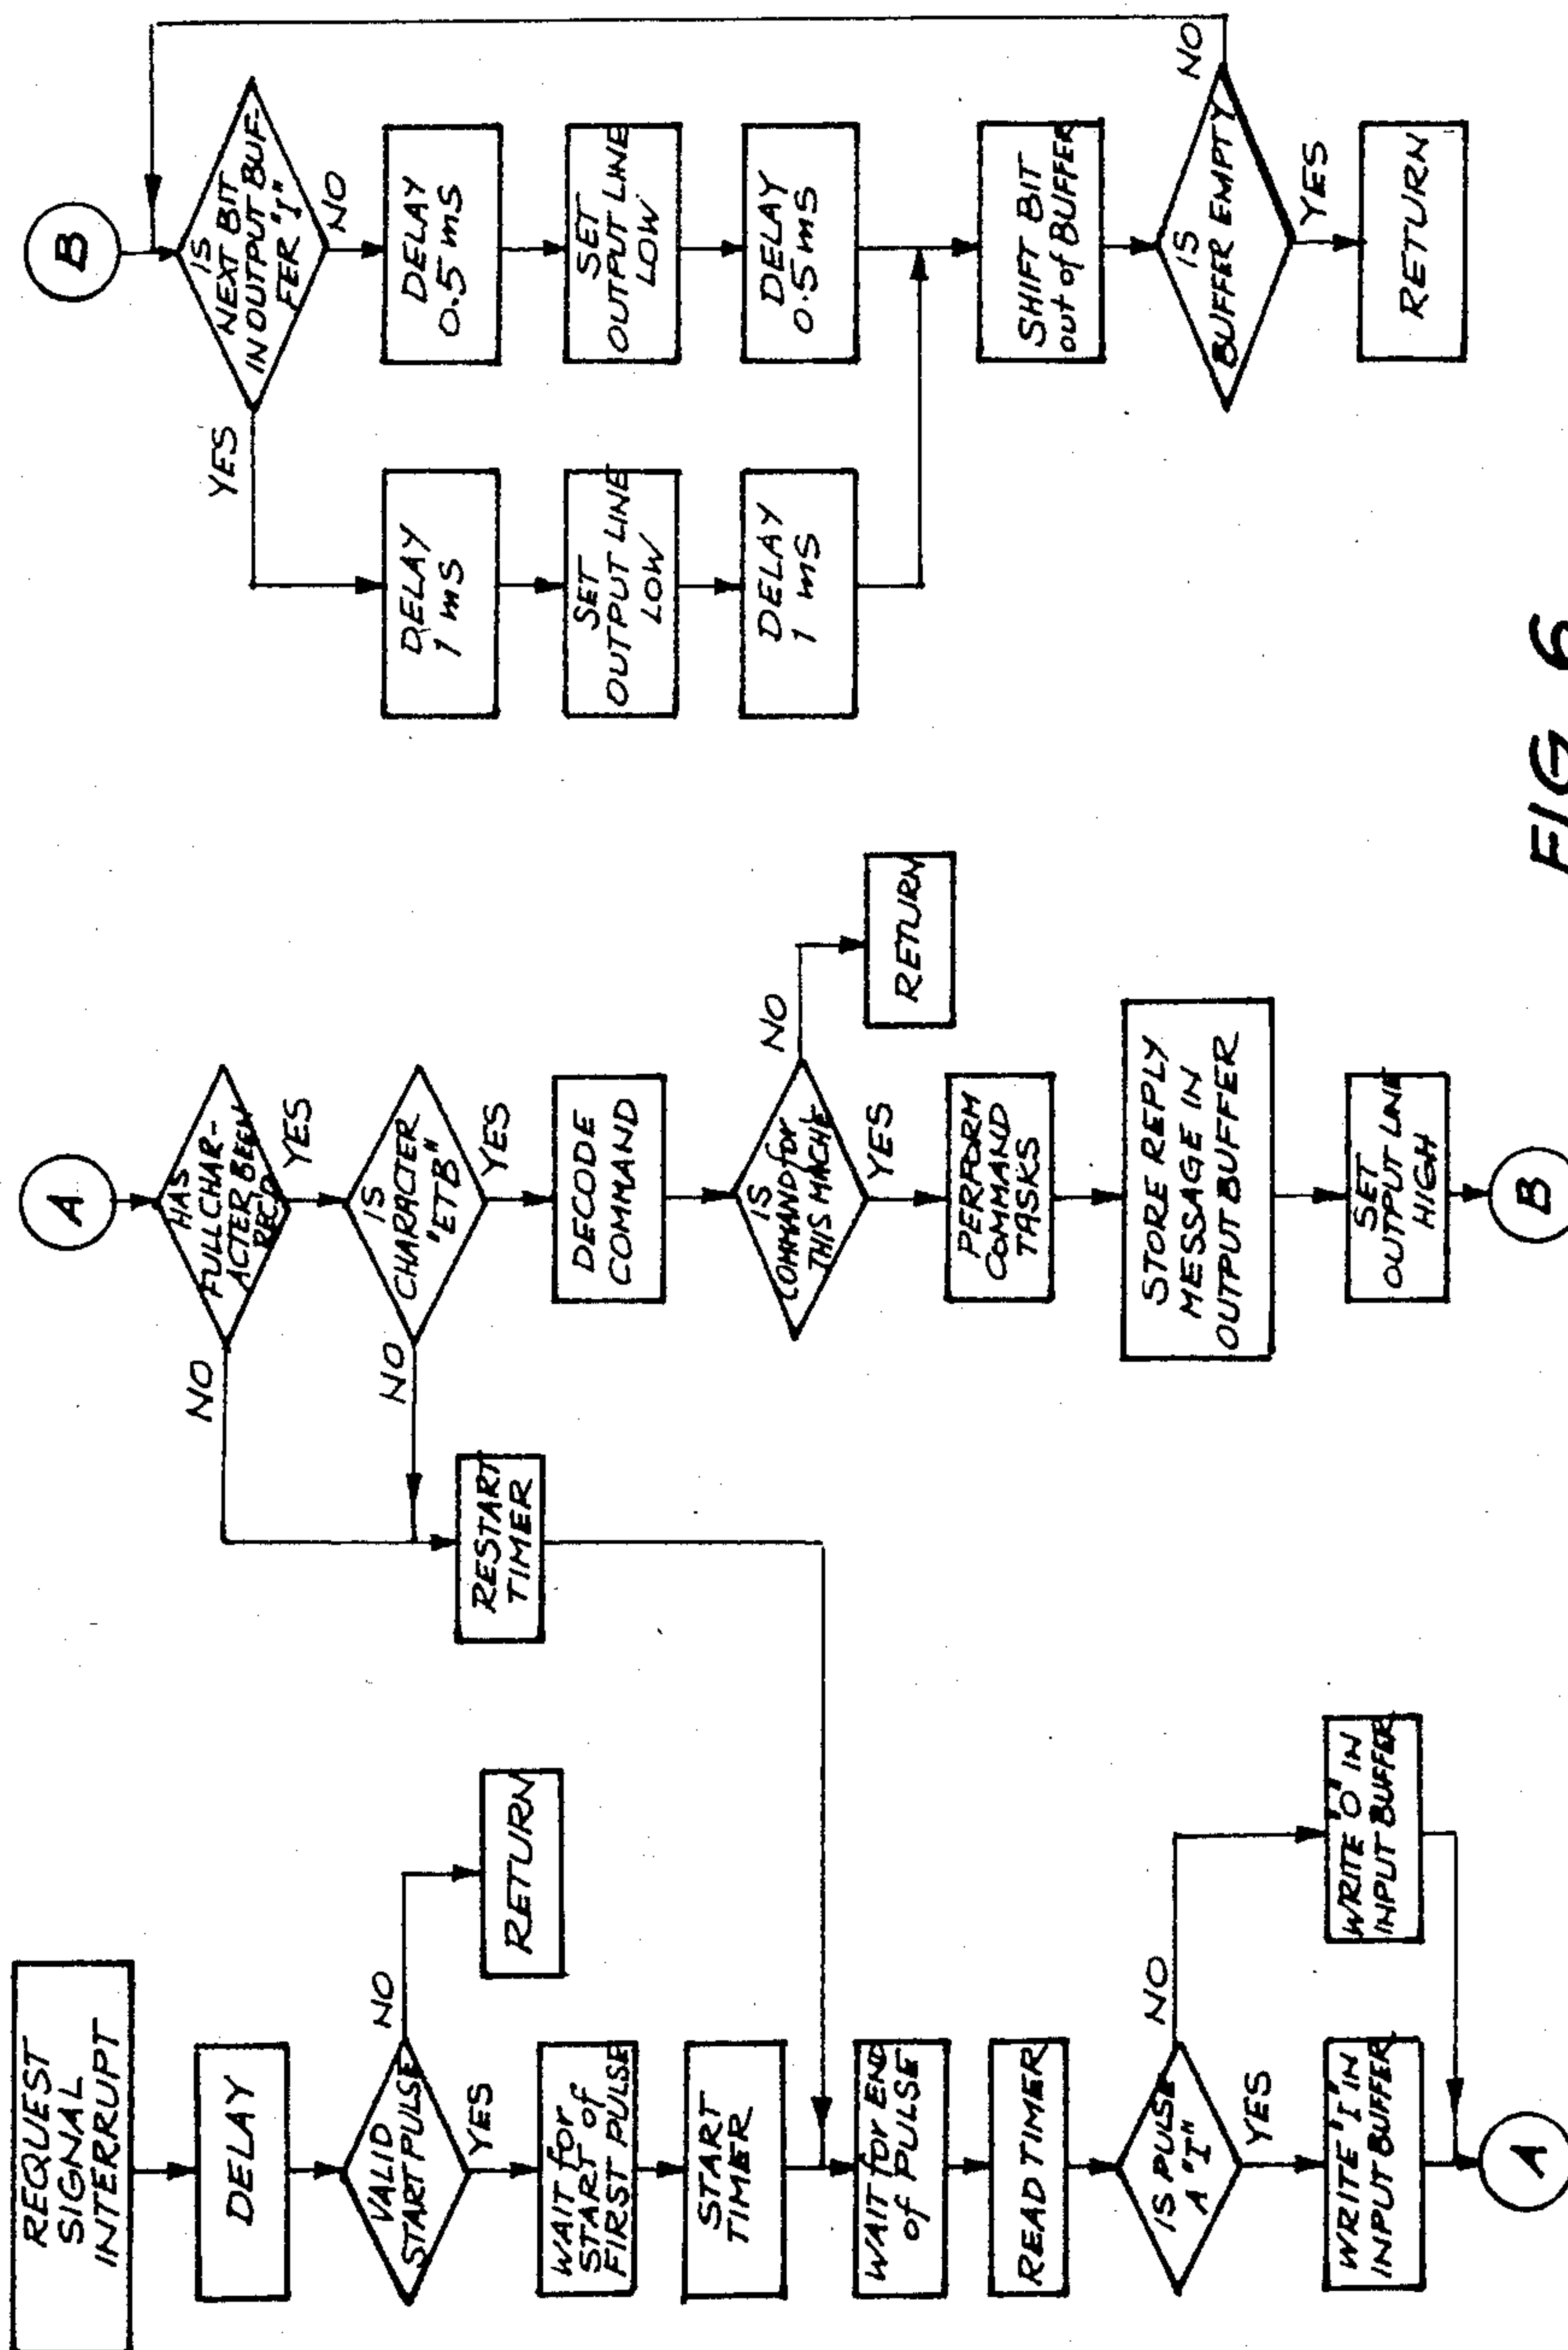 REQUEST
SIGNAL
INTERRUPT
DELAY
VALID
START PULSE
NO
YES
RETURN
WAIT for
START of
FIRST PULSE
START
TIMER
WAIT for END
of PULSE
READ TIMER
IS PULSE
A "1"
NO
YES
WRITE '1' IN
INPUT BUFFER
WRITE "0" IN
INPUT BUFFER
A
A
HAS
FULL CHAR-
ACTER BEEN
REC'D
NO
YES
IS
CHARACTER
"ETB"
NO
YES
RESTART
TIMER
DECODE
COMMAND
IS
COMMAND for
THIS MACH'E
NO
YES
RETURN
PERFORM
COMMAND
TASKS
STORE REPLY
MESSAGE IN
OUTPUT BUFFER
SET
OUTPUT LINE
HIGH
B
B
IS
NEXT BIT
IN OUTPUT BUF-
FER "1"
YES
NO
DELAY
1 mS
SET
OUTPUT LINE
LOW
DELAY
1 mS
DELAY
0.5 mS
SET
OUTPUT LINE
LOW
DELAY
0.5 mS
SHIFT BIT
out of BUFFER
IS
BUFFER EMPTY
NO
YES
RETURN
FIG 6